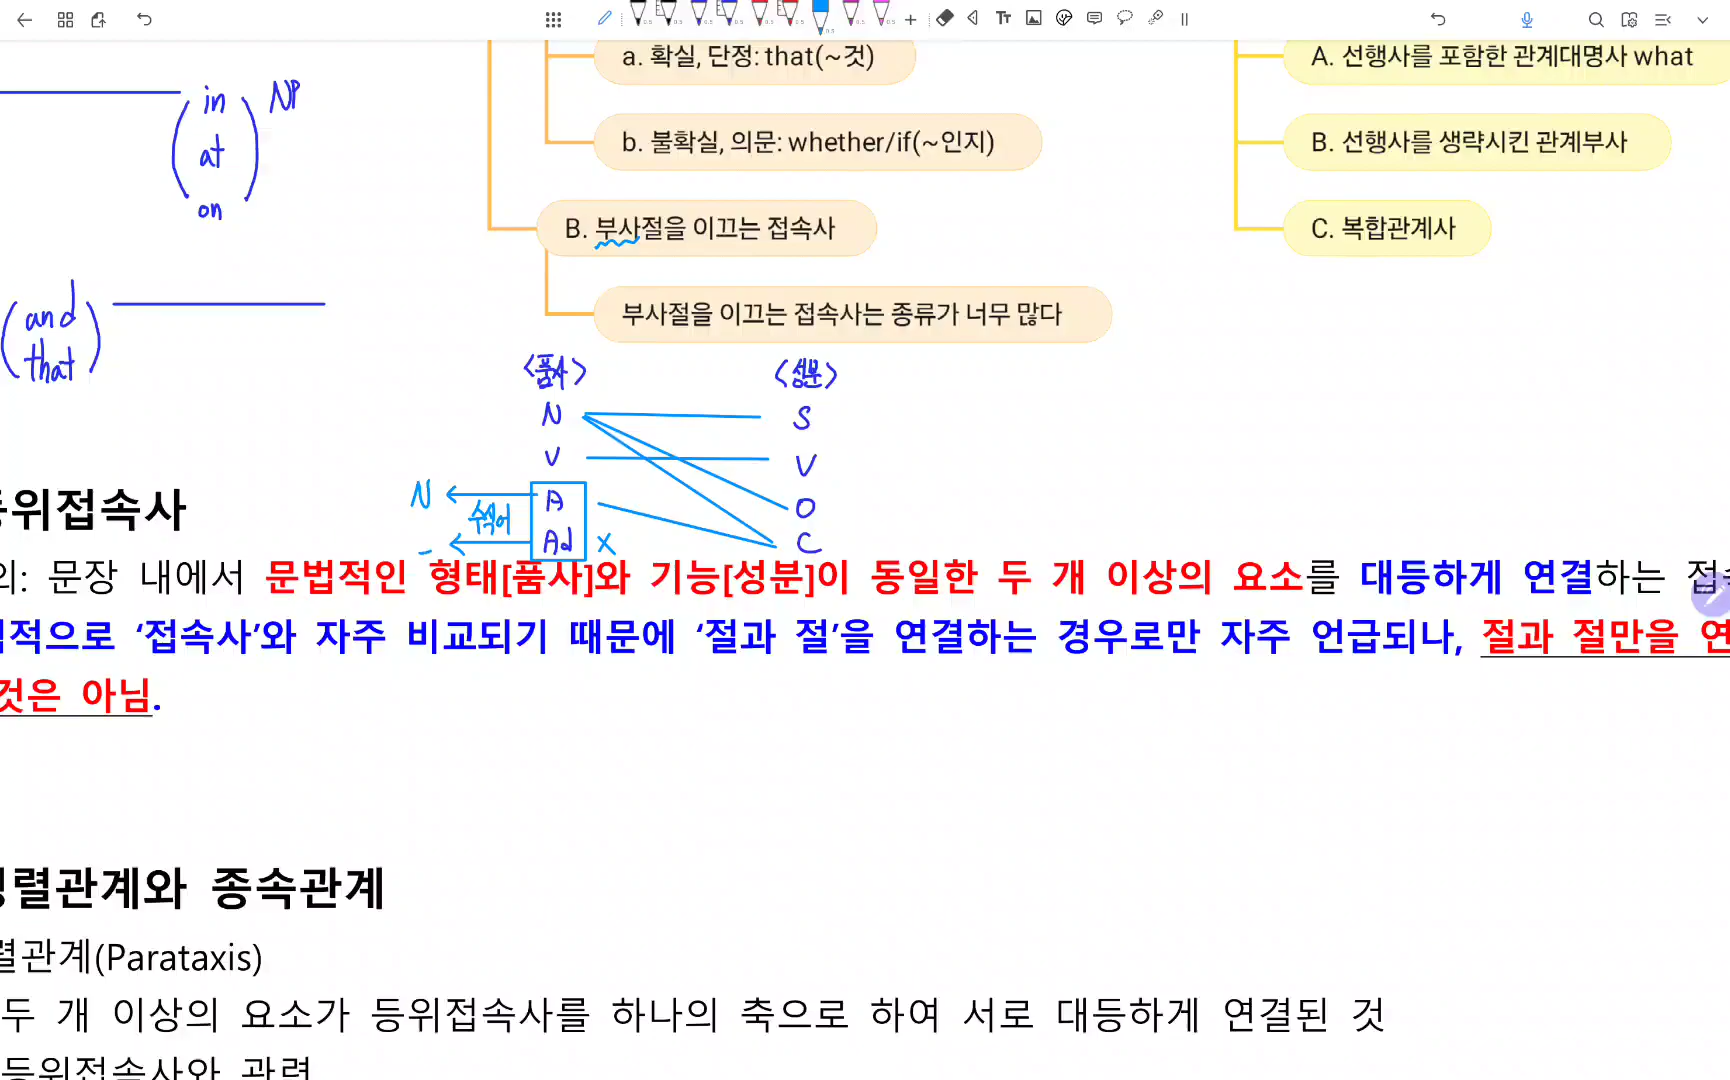 a. 확실, 단정: that(~것)
b. 불확실, 의문: whether/if(~인지)
B. 부사절을 이끄는 접속사
부사절을 이끄는 접속사는 종류가 너무 많다
A. 선행사를 포함한 관계대명사 what
B. 선행사를 생략시킨 관계부사
C. 복합관계사
in
NP
at
on
and
that
<품사>
<성분>
N
S
V
V
N
수식어
A
O
Ad
X
C
위접속사
의: 문장 내에서 문법적인 형태[품사]와 기능[성분]이 동일한 두 개 이상의 요소를 대등하게 연결하는
적으로 ‘접속사’와 자주 비교되기 때문에 ‘절과 절’을 연결하는 경우로만 자주 언급되나, 절과 절만을
것은 아님.
렬관계와 종속관계
렬관계(Parataxis)
두 개 이상의 요소가 등위접속사를 하나의 축으로 하여 서로 대등하게 연결된 것
등위접속사와 관련